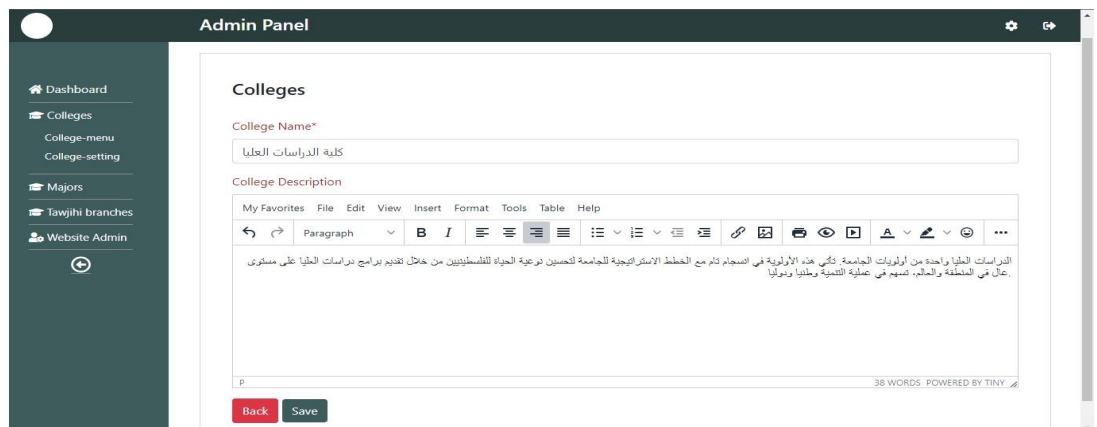 Admin Panel
Dashboard
Colleges
College-menu
College-setting
Majors
Tawjihi branches
Website Admin
Colleges
College Name*
كلية الدراسات العليا
College Description
My Favorites File Edit View Insert Format Tools Table Help
Paragraph B I A
الدراسات العليا واحدة من أولويات الجامعة. تأتي هذه الأولوية في انسجام تام مع الخطط الاستراتيجية للجامعة لتحسين نوعية الحياة للفلسطينيين من خلال تقديم برامج دراسات العليا على مستوى
.عال في المنطقة والعالم، تسهم في عملية التنمية وطنيا ودوليا
P 38 WORDS POWERED BY TINY
Back Save